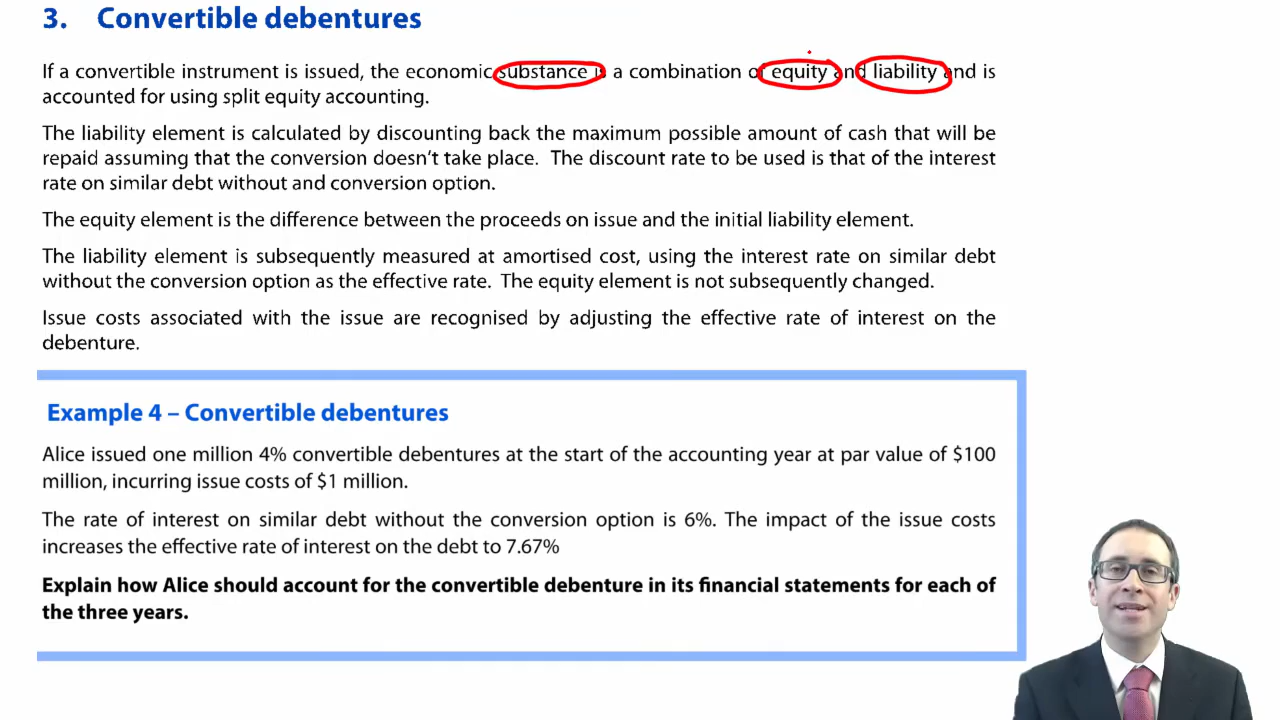 3. Convertible debentures
If a convertible instrument is issued, the economic substance is a combination of equity and liability and is
accounted for using split equity accounting.
The liability element is calculated by discounting back the maximum possible amount of cash that will be
repaid assuming that the conversion doesn't take place. The discount rate to be used is that of the interest
rate on similar debt without and conversion option.
The equity element is the difference between the proceeds on issue and the initial liability element.
The liability element is subsequently measured at amortised cost, using the interest rate on similar debt
without the conversion option as the effective rate. The equity element is not subsequently changed.
Issue costs associated with the issue are recognised by adjusting the effective rate of interest on the
debenture.
Example 4 – Convertible debentures
Alice issued one million 4% convertible debentures at the start of the accounting year at par value of $100
million, incurring issue costs of $1 million.
The rate of interest on similar debt without the conversion option is 6%. The impact of the issue costs
increases the effective rate of interest on the debt to 7.67%
Explain how Alice should account for the convertible debenture in its financial statements for each of
the three years.